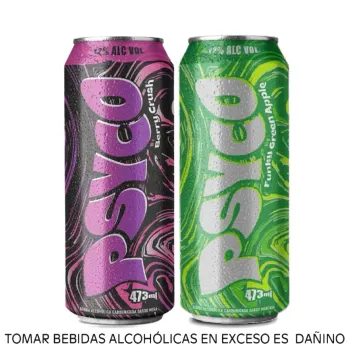 12% ALC VOL
PSYCO
Berry Crush
473ml
12% ALC VOL
PSYCO
Funky Green Apple
473ml
TOMAR BEBIDAS ALCOHÓLICAS EN EXCESO ES DAÑINO